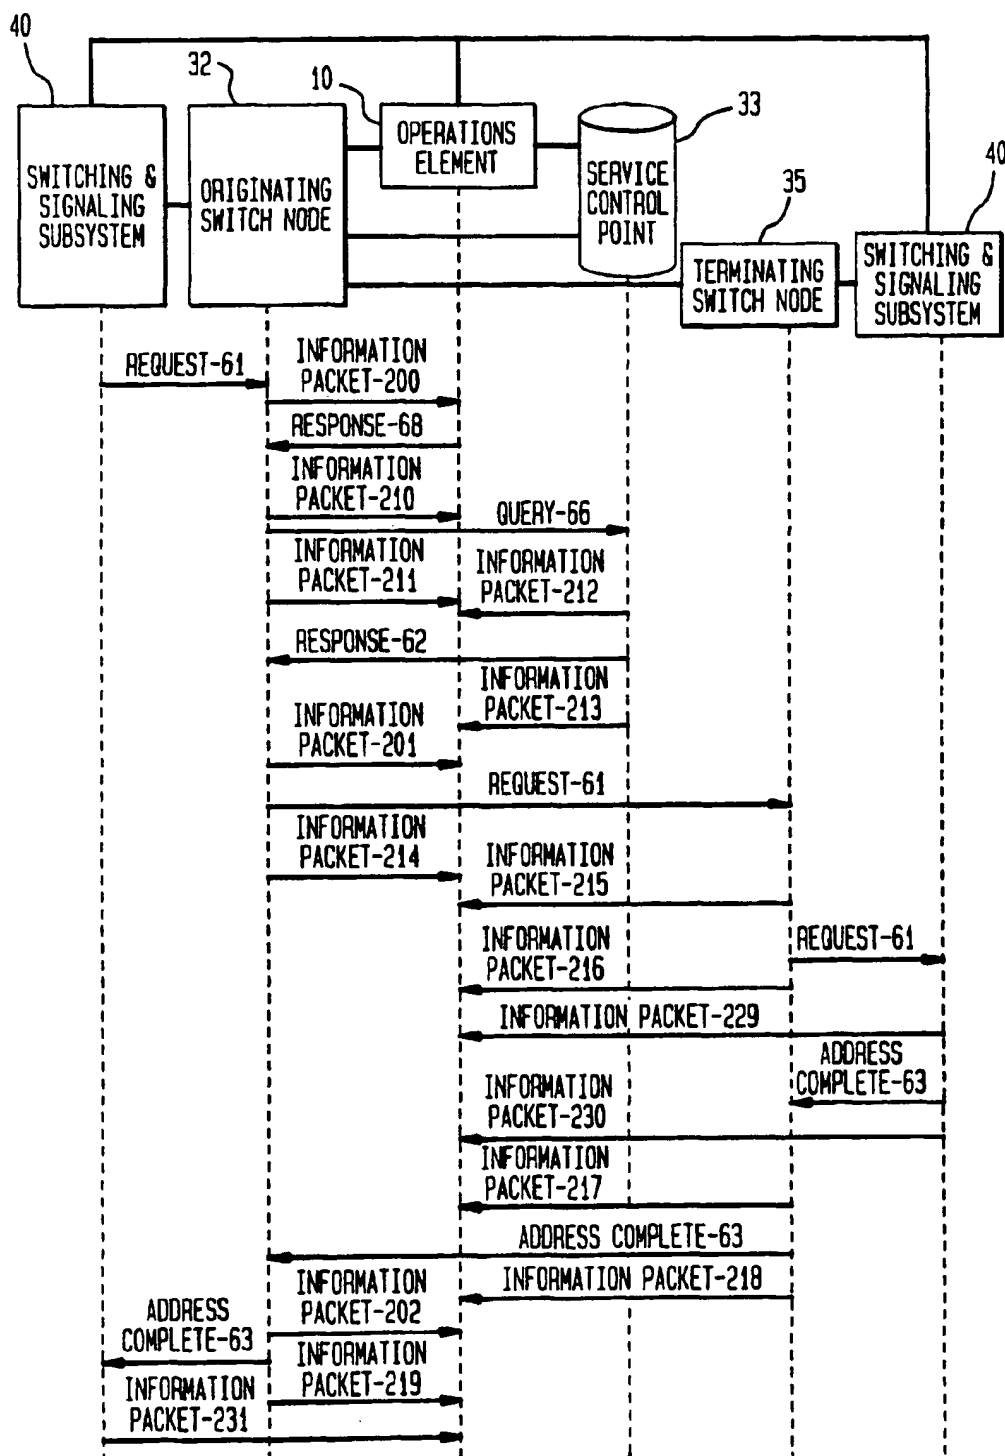 40
32
10
33
40
35
SWITCHING &
SIGNALING
SUBSYSTEM
ORIGINATING
SWITCH NODE
OPERATIONS
ELEMENT
SERVICE
CONTROL
POINT
TERMINATING
SWITCH NODE
SWITCHING &
SIGNALING
SUBSYSTEM
REQUEST-61
INFORMATION
PACKET-200
RESPONSE-68
INFORMATION
PACKET-210
QUERY-66
INFORMATION
PACKET-211
INFORMATION
PACKET-212
RESPONSE-62
INFORMATION
PACKET-213
INFORMATION
PACKET-201
REQUEST-61
INFORMATION
PACKET-214
INFORMATION
PACKET-215
REQUEST-61
INFORMATION
PACKET-216
INFORMATION PACKET-229
ADDRESS
COMPLETE-63
INFORMATION
PACKET-230
INFORMATION
PACKET-217
ADDRESS COMPLETE-63
INFORMATION PACKET-218
INFORMATION
PACKET-202
ADDRESS
COMPLETE-63
INFORMATION
PACKET-219
INFORMATION
PACKET-231